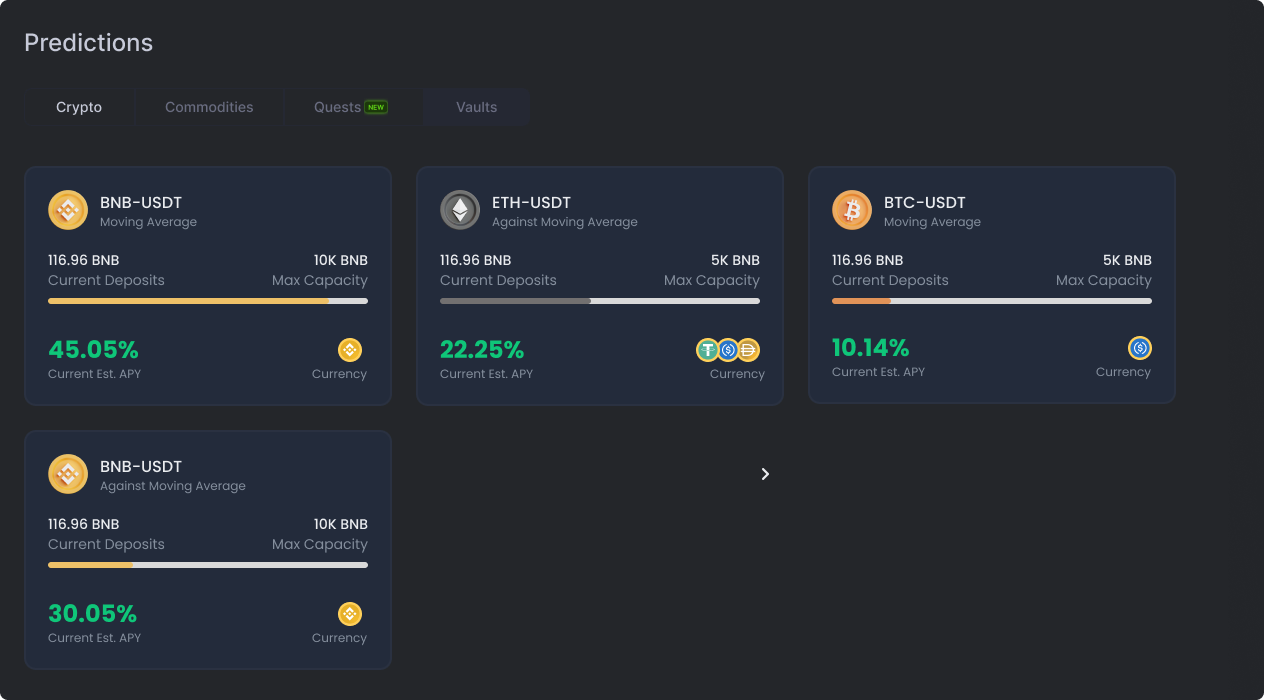 Predictions
Crypto
Commodities
Quests NEW
Vaults
BNB-USDT
Moving Average
116.96 BNB 10K BNB
Current Deposits Max Capacity
45.05%
Current Est. APY Currency
ETH-USDT
Against Moving Average
116.96 BNB 5K BNB
Current Deposits Max Capacity
22.25%
Current Est. APY Currency
BTC-USDT
Moving Average
116.96 BNB 5K BNB
Current Deposits Max Capacity
10.14%
Current Est. APY Currency
BNB-USDT
Against Moving Average
116.96 BNB 10K BNB
Current Deposits Max Capacity
30.05%
Current Est. APY Currency